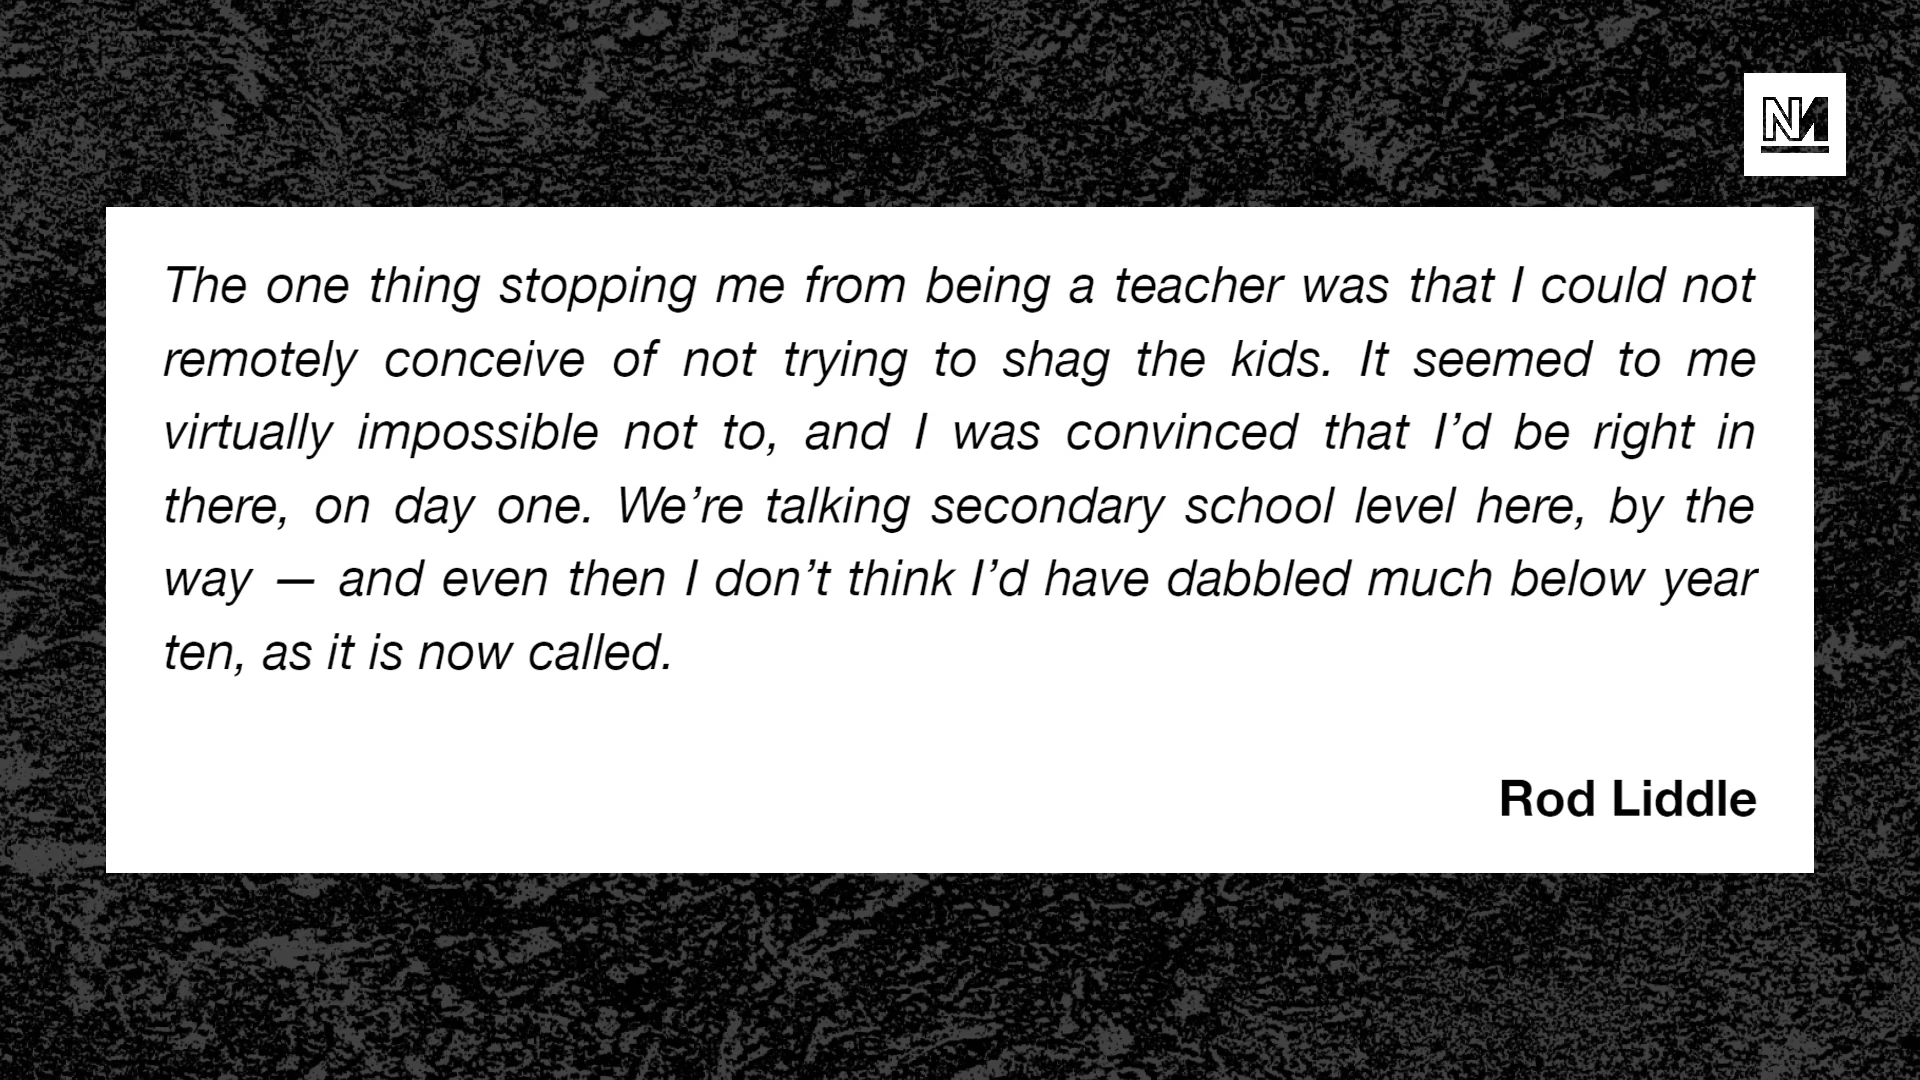 NM
The one thing stopping me from being a teacher was that I could not
remotely conceive of not trying to shag the kids. It seemed to me
virtually impossible not to, and I was convinced that I’d be right in
there, on day one. We’re talking secondary school level here, by the
way — and even then I don’t think I’d have dabbled much below year
ten, as it is now called.
Rod Liddle